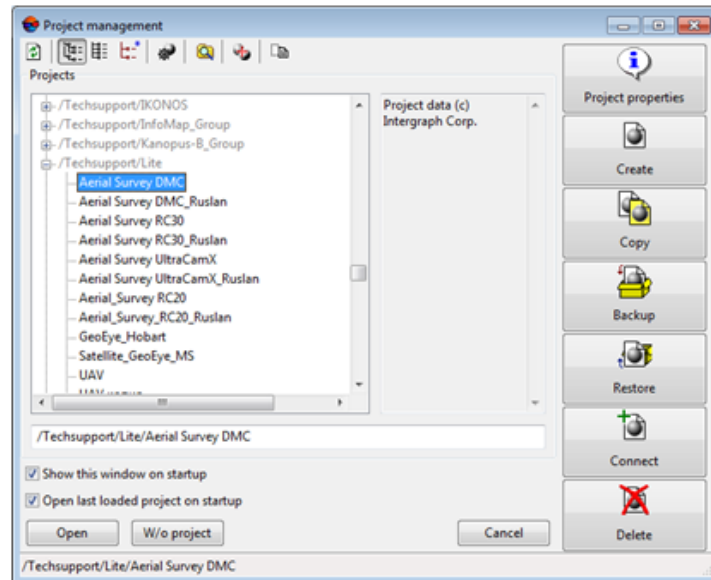 Project management
Projects
/Techsupport/IKONOS
/Techsupport/InfoMap_Group
/Techsupport/Kanopus-B_Group
/Techsupport/Lite
Aerial Survey DMC
Aerial Survey DMC_Ruslan
Aerial Survey RC30
Aerial Survey RC30_Ruslan
Aerial Survey UltraCamX
Aerial Survey UltraCamX_Ruslan
Aerial_Survey RC20
Aerial_Survey_RC20_Ruslan
GeoEye_Hobart
Satellite_GeoEye_MS
UAV
UAV
Project data (c)
Intergraph Corp.
/Techsupport/Lite/Aerial Survey DMC
Show this window on startup
Open last loaded project on startup
Open
W/o project
Cancel
Project properties
Create
Copy
Backup
Restore
Connect
Delete
/Techsupport/Lite/Aerial Survey DMC